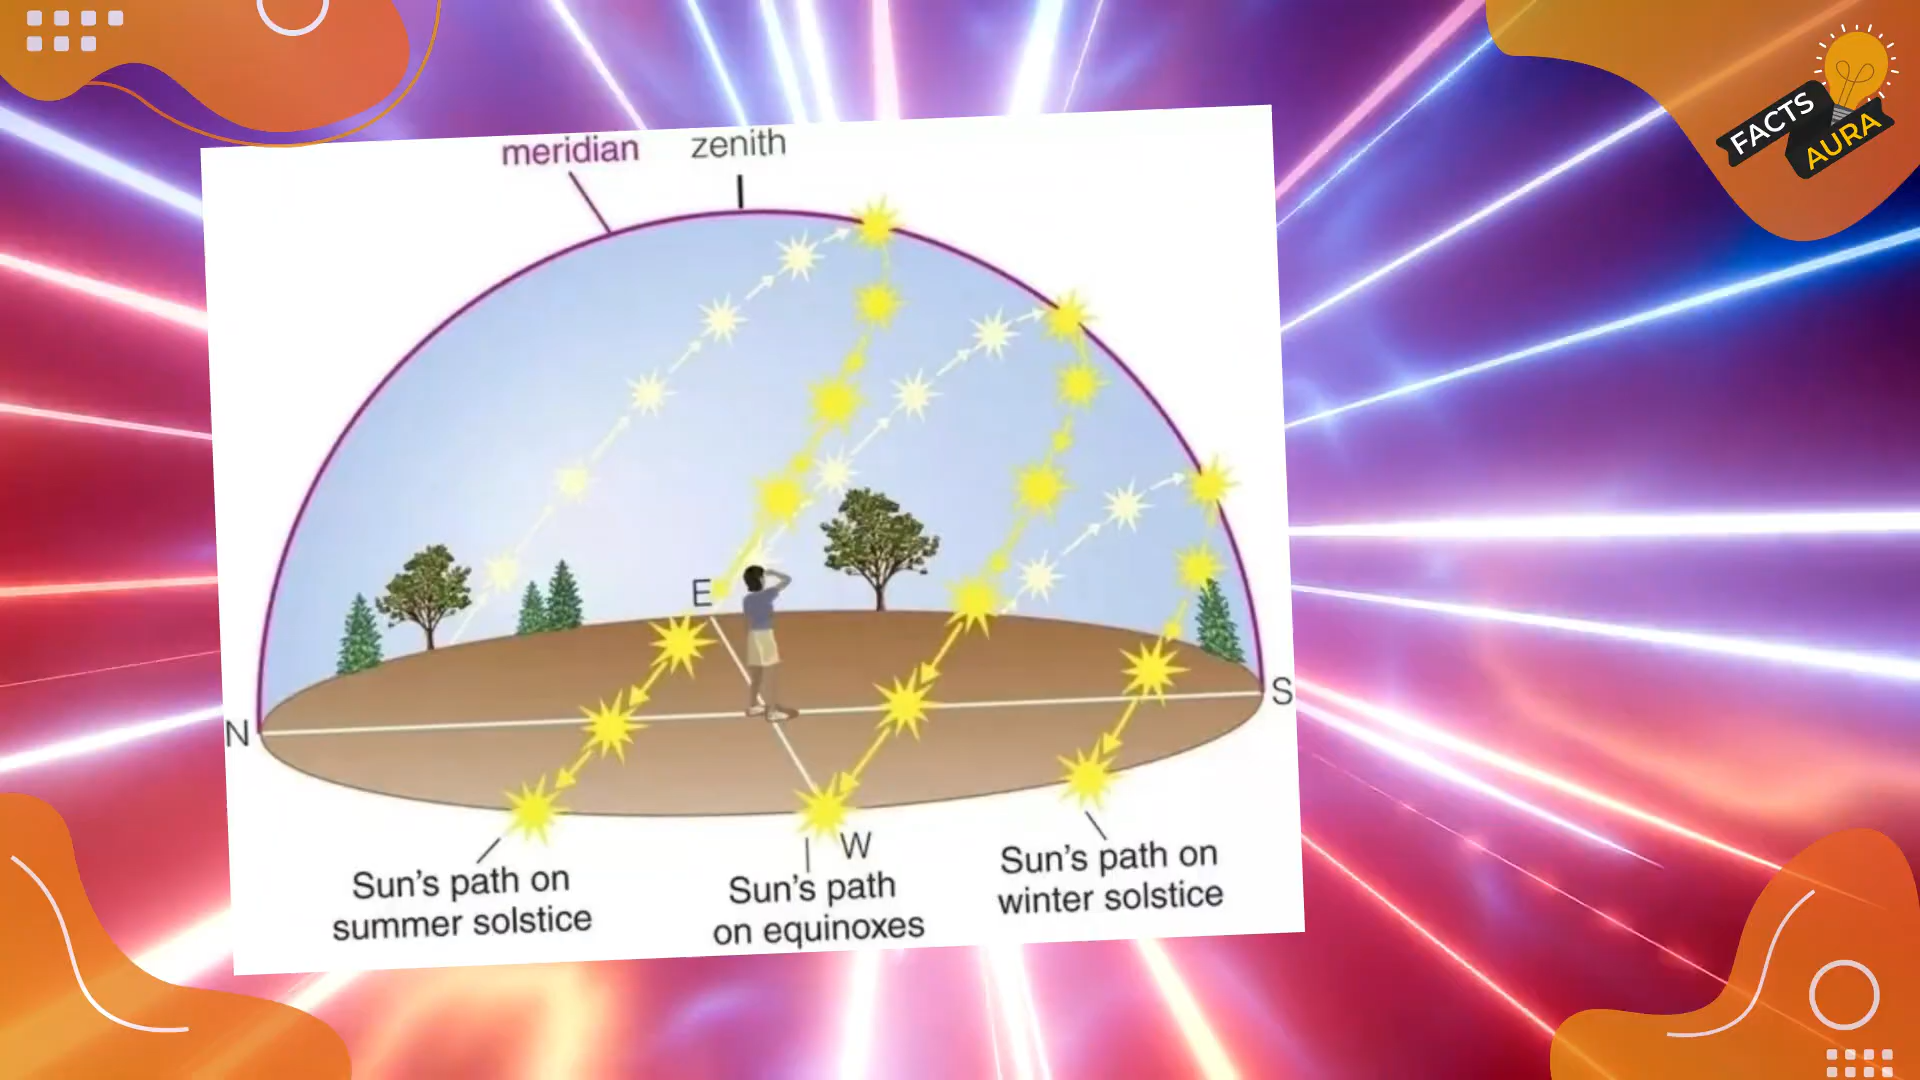 FACTS
AURA
meridian
zenith
E
N
S
W
Sun's path on
summer solstice
Sun's path
on equinoxes
Sun's path on
winter solstice